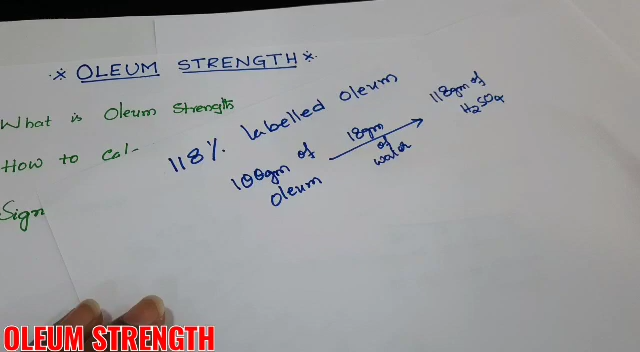 ※ OLEUM STRENGTH ※
What is Oleum Strength
How to Cal-
Sign
118% labelled Oleum
100gm of
oleum
18gm
of
water
118gm of
H2SO4
OLEUM STRENGTH